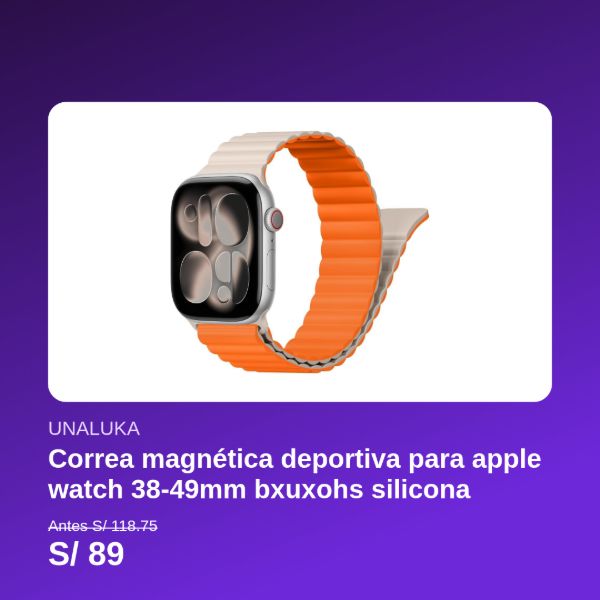 UNALUKA
Correa magnética deportiva para apple
watch 38-49mm bxuxohs silicona
Antes S/ 118.75
S/ 89